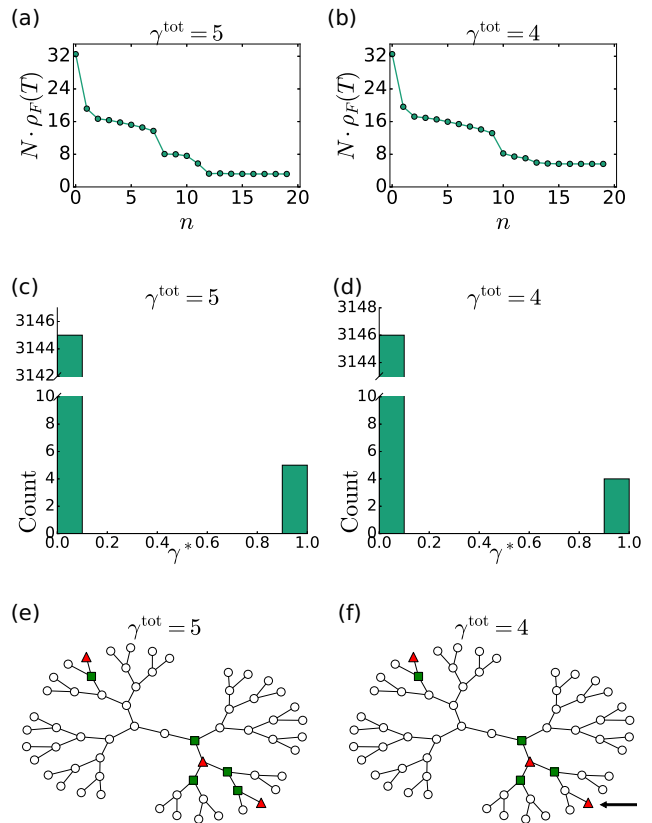 (a)
γ^tot = 5
(b)
γ^tot = 4
N · ρ_F(T)
32
24
16
8
0
0 5 10 15 20
n
N · ρ_F(T)
32
24
16
8
0
0 5 10 15 20
n
(c)
γ^tot = 5
(d)
γ^tot = 4
3146
3144
3142
10
8
6
4
2
0
Count
0.0 0.2 0.4 0.6 0.8 1.0
γ*
3148
3146
3144
3142
10
8
6
4
2
0
Count
0.0 0.2 0.4 0.6 0.8 1.0
γ*
(e)
γ^tot = 5
(f)
γ^tot = 4